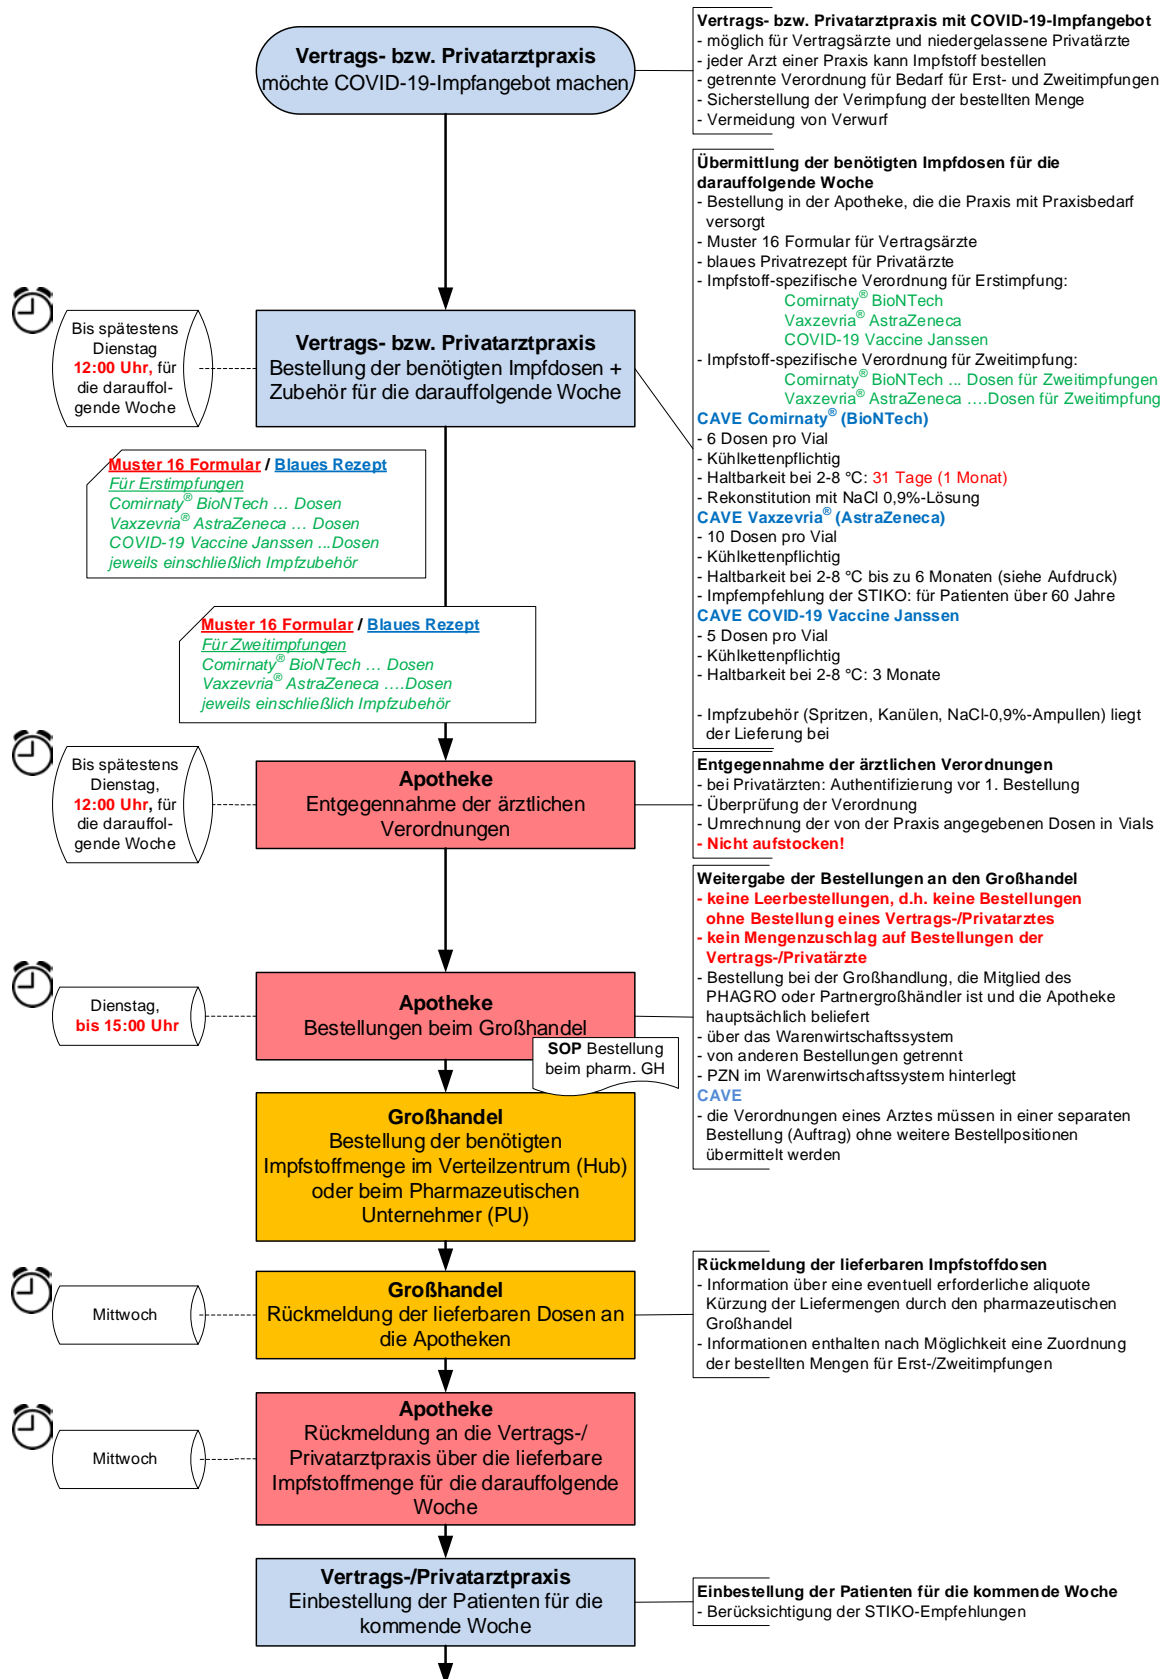 Vertrags- bzw. Privatarztpraxis
möchte COVID-19-Impfangebot machen
Vertrags- bzw. Privatarztpraxis mit COVID-19-Impfangebot
- möglich für Vertragsärzte und niedergelassene Privatärzte
- jeder Arzt einer Praxis kann Impfstoff bestellen
- getrennte Verordnung für Bedarf für Erst- und Zweitimpfungen
- Sicherstellung der Verimpfung der bestellten Menge
- Vermeidung von Verwurf
Bis spätestens
Dienstag
12:00 Uhr, für
die darauffol-
gende Woche
Vertrags- bzw. Privatarztpraxis
Bestellung der benötigten Impfdosen +
Zubehör für die darauffolgende Woche
Übermittlung der benötigten Impfdosen für die
darauffolgende Woche
- Bestellung in der Apotheke, die die Praxis mit Praxisbedarf
versorgt
- Muster 16 Formular für Vertragsärzte
- blaues Privatrezept für Privatärzte
- Impfstoff-spezifische Verordnung für Erstimpfung:
Comirnaty® BioNTech
Vaxzevria® AstraZeneca
COVID-19 Vaccine Janssen
- Impfstoff-spezifische Verordnung für Zweitimpfung:
Comirnaty® BioNTech ... Dosen für Zweitimpfungen
Vaxzevria® AstraZeneca ....Dosen für Zweitimpfung
CAVE Comirnaty® (BioNTech)
- 6 Dosen pro Vial
- Kühlkettenpflichtig
- Haltbarkeit bei 2-8 °C: 31 Tage (1 Monat)
- Rekonstitution mit NaCl 0,9%-Lösung
CAVE Vaxzevria® (AstraZeneca)
- 10 Dosen pro Vial
- Kühlkettenpflichtig
- Haltbarkeit bei 2-8 °C bis zu 6 Monaten (siehe Aufdruck)
- Impfempfehlung der STIKO: für Patienten über 60 Jahre
CAVE COVID-19 Vaccine Janssen
- 5 Dosen pro Vial
- Kühlkettenpflichtig
- Haltbarkeit bei 2-8 °C: 3 Monate
- Impfzubehör (Spritzen, Kanülen, NaCl-0,9%-Ampullen) liegt
der Lieferung bei
Muster 16 Formular / Blaues Rezept
Für Erstimpfungen
Comirnaty® BioNTech ... Dosen
Vaxzevria® AstraZeneca ... Dosen
COVID-19 Vaccine Janssen ...Dosen
jeweils einschließlich Impfzubehör
Muster 16 Formular / Blaues Rezept
Für Zweitimpfungen
Comirnaty® BioNTech ... Dosen
Vaxzevria® AstraZeneca ....Dosen
jeweils einschließlich Impfzubehör
Bis spätestens
Dienstag,
12:00 Uhr, für
die darauffol-
gende Woche
Apotheke
Entgegennahme der ärztlichen
Verordnungen
Entgegennahme der ärztlichen Verordnungen
- bei Privatärzten: Authentifizierung vor 1. Bestellung
- Überprüfung der Verordnung
- Umrechnung der von der Praxis angegebenen Dosen in Vials
- Nicht aufstocken!
Dienstag,
bis 15:00 Uhr
Apotheke
Bestellungen beim Großhandel
SOP Bestellung
beim pharm. GH
Weitergabe der Bestellungen an den Großhandel
- keine Leerbestellungen, d.h. keine Bestellungen
ohne Bestellung eines Vertrags-/Privatarztes
- kein Mengenzuschlag auf Bestellungen der
Vertrags-/Privatärzte
- Bestellung bei der Großhandlung, die Mitglied des
PHAGRO oder Partnergroßhändler ist und die Apotheke
hauptsächlich beliefert
- über das Warenwirtschaftssystem
- von anderen Bestellungen getrennt
- PZN im Warenwirtschaftssystem hinterlegt
CAVE
- die Verordnungen eines Arztes müssen in einer separaten
Bestellung (Auftrag) ohne weitere Bestellpositionen
übermittelt werden
Großhandel
Bestellung der benötigten
Impfstoffmenge im Verteilzentrum (Hub)
oder beim Pharmazeutischen
Unternehmer (PU)
Mittwoch
Großhandel
Rückmeldung der lieferbaren Dosen an
die Apotheken
Rückmeldung der lieferbaren Impfstoffdosen
- Information über eine eventuell erforderliche aliquote
Kürzung der Liefermengen durch den pharmazeutischen
Großhandel
- Informationen enthalten nach Möglichkeit eine Zuordnung
der bestellten Mengen für Erst-/Zweitimpfungen
Mittwoch
Apotheke
Rückmeldung an die Vertrags-/
Privatarztpraxis über die lieferbare
Impfstoffmenge für die darauffolgende
Woche
Vertrags-/Privatarztpraxis
Einbestellung der Patienten für die
kommende Woche
Einbestellung der Patienten für die kommende Woche
- Berücksichtigung der STIKO-Empfehlungen